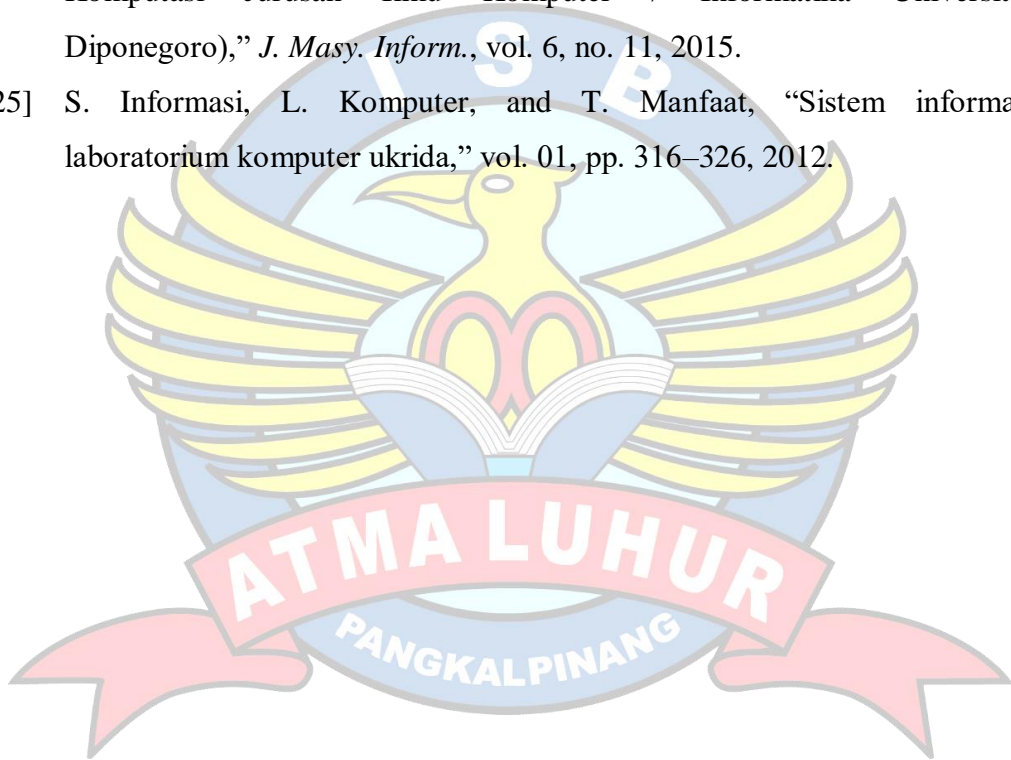 Diponegoro),” J. Masy. Inform., vol. 6, no. 11, 2015.
25] S. Informasi, L. Komputer, and T. Manfaat, “Sistem informa
laboratorium komputer ukrida,” vol. 01, pp. 316–326, 2012.
I S B
ATMA LUHUR
PANGKALPINANG